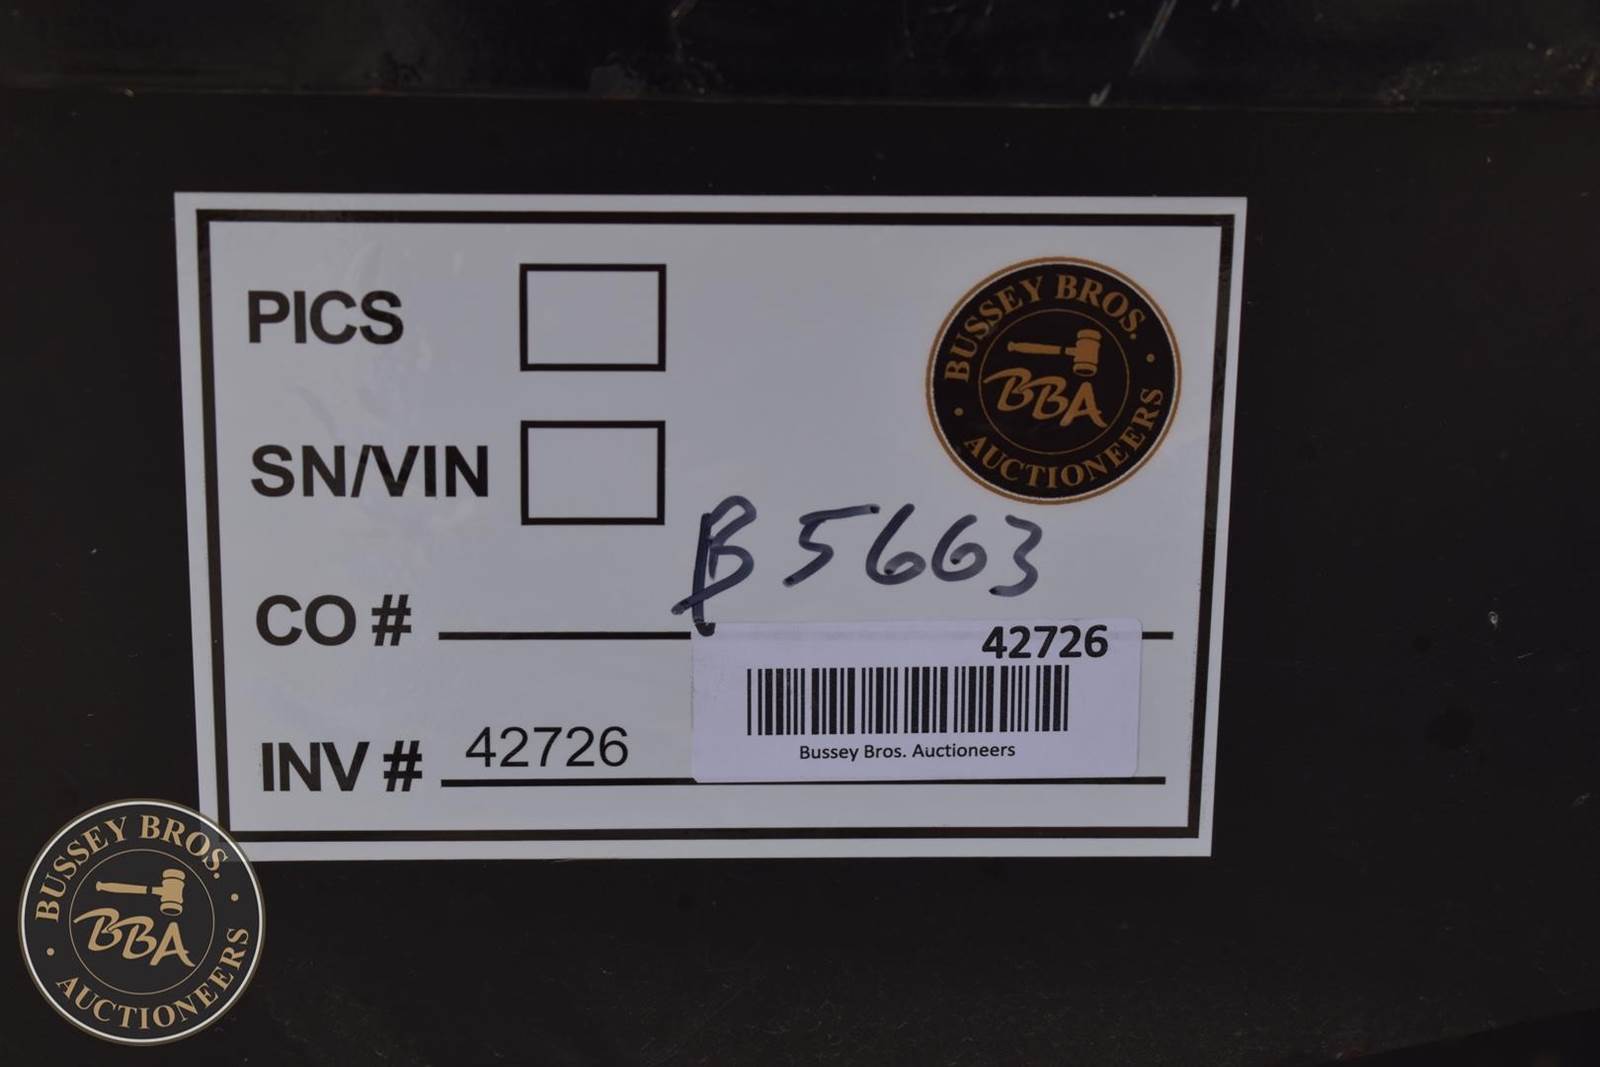 PICS
BUSSEY BROS.
BBA
AUCTIONEERS
SN/VIN
B 5663
CO #
42726
INV # 42726
Bussey Bros. Auctioneers
BUSSEY BROS.
BBA
AUCTIONEERS